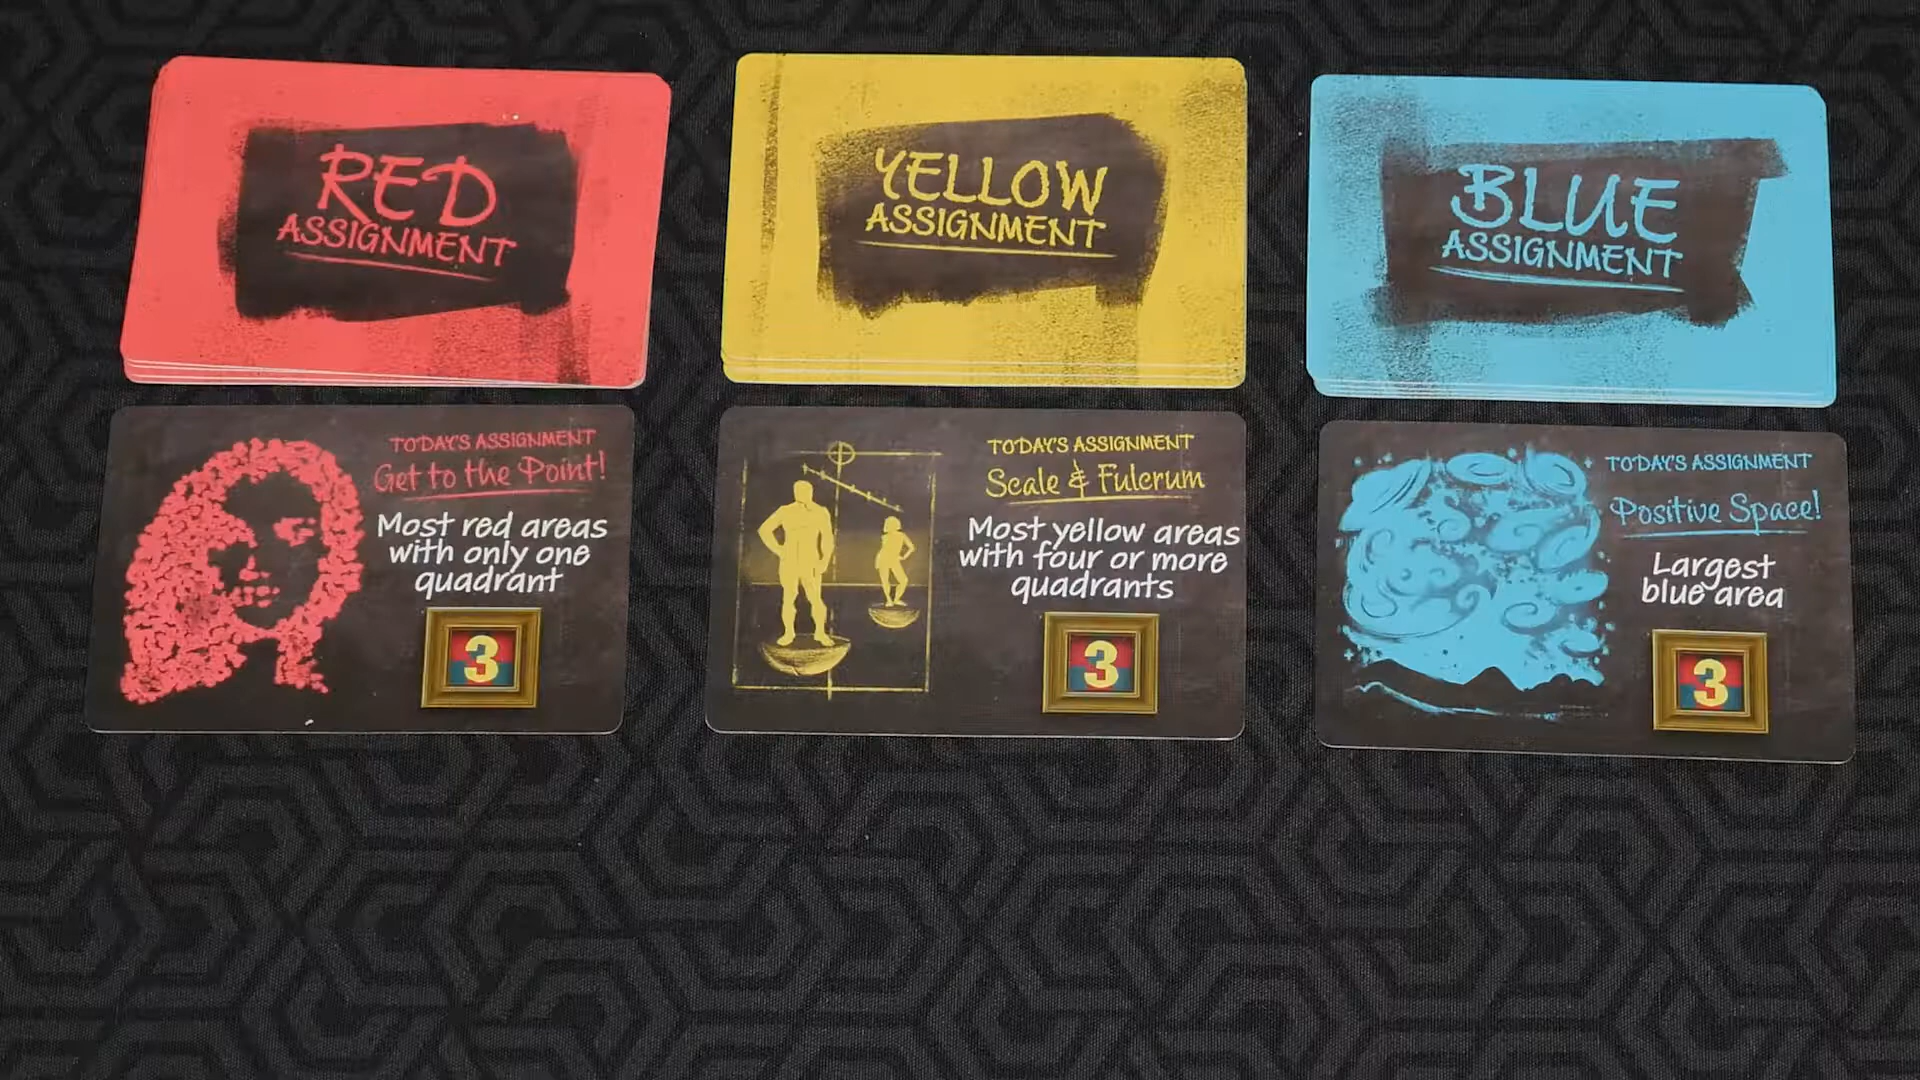 RED
ASSIGNMENT
YELLOW
ASSIGNMENT
BLUE
ASSIGNMENT
TODAY'S ASSIGNMENT
Get to the Point!
Most red areas
with only one
quadrant
3
TODAY'S ASSIGNMENT
Scale & Fulcrum
Most yellow areas
with four or more
quadrants
3
TODAY'S ASSIGNMENT
Positive Space!
Largest
blue area
3